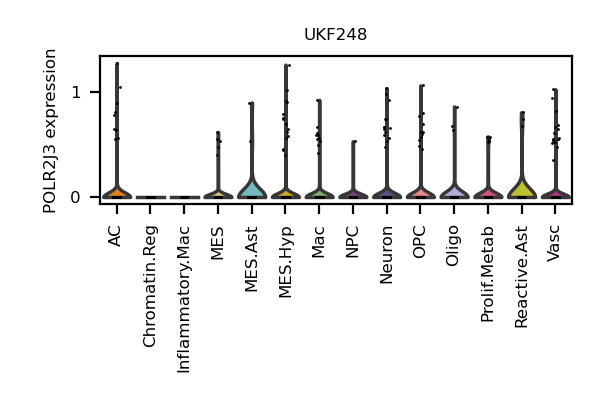 UKF248
POLR2J3 expression
1
0
AC
Chromatin.Reg
Inflammatory.Mac
MES
MES.Ast
MES.Hyp
Mac
NPC
Neuron
OPC
Oligo
Prolif.Metab
Reactive.Ast
Vasc